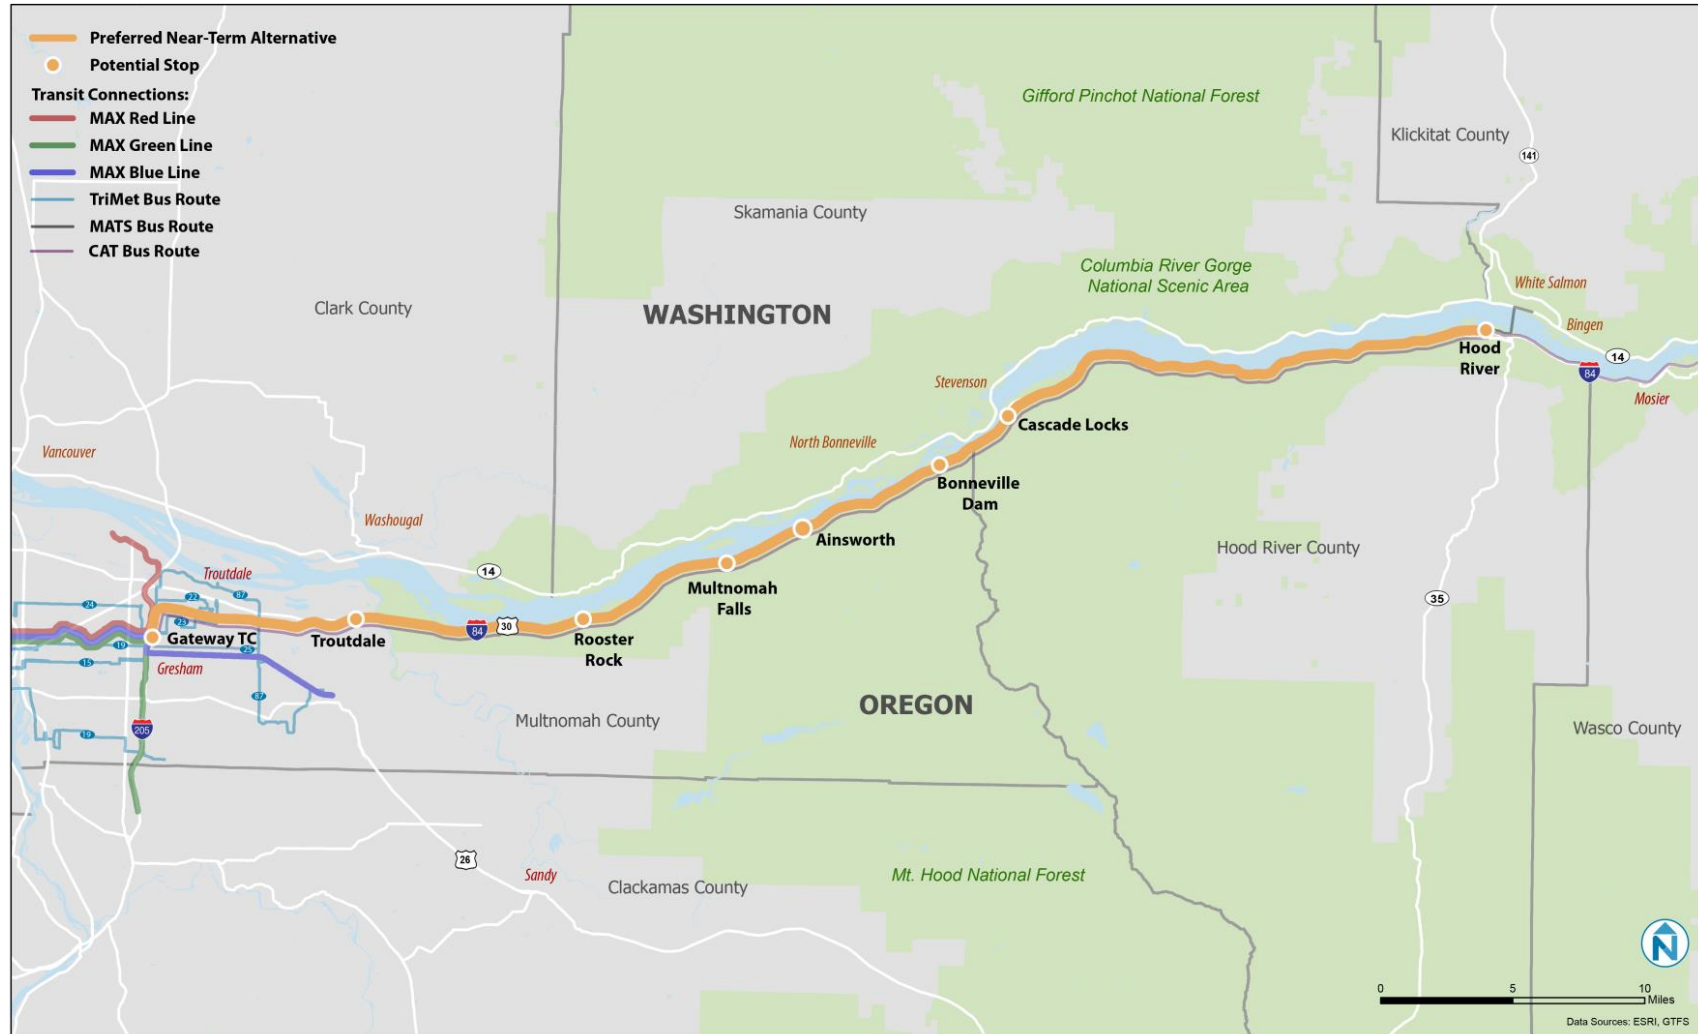 Preferred Near-Term Alternative
Potential Stop
Transit Connections:
MAX Red Line
MAX Green Line
MAX Blue Line
TriMet Bus Route
MATS Bus Route
CAT Bus Route
Gifford Pinchot National Forest
Klickitat County
141
Skamania County
Columbia River Gorge
National Scenic Area
White Salmon
Clark County
WASHINGTON
Bingen
Hood
River
14
84
Stevenson
Mosier
Cascade Locks
North Bonneville
Vancouver
Bonneville
Dam
Washougal
Ainsworth
Hood River County
14
Troutdale
Multnomah
Falls
35
24
22
87
23
Gateway TC
Troutdale
84
30
Rooster
Rock
19
25
15
Gresham
87
OREGON
205
19
Multnomah County
Wasco County
26
Sandy
Clackamas County
Mt. Hood National Forest
N
0
5
10
Miles
Data Sources: ESRI, GTFS